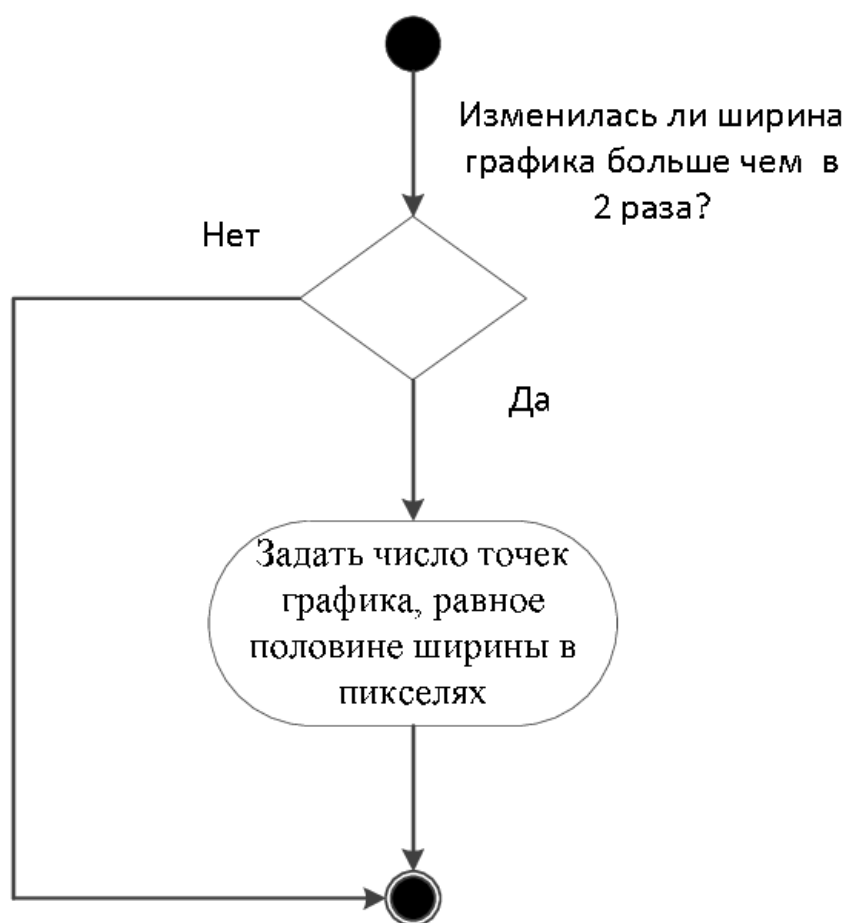 Изменилась ли ширина
графика больше чем в
2 раза?
Нет
Да
Задать число точек
графика, равное
половине ширины в
пикселях